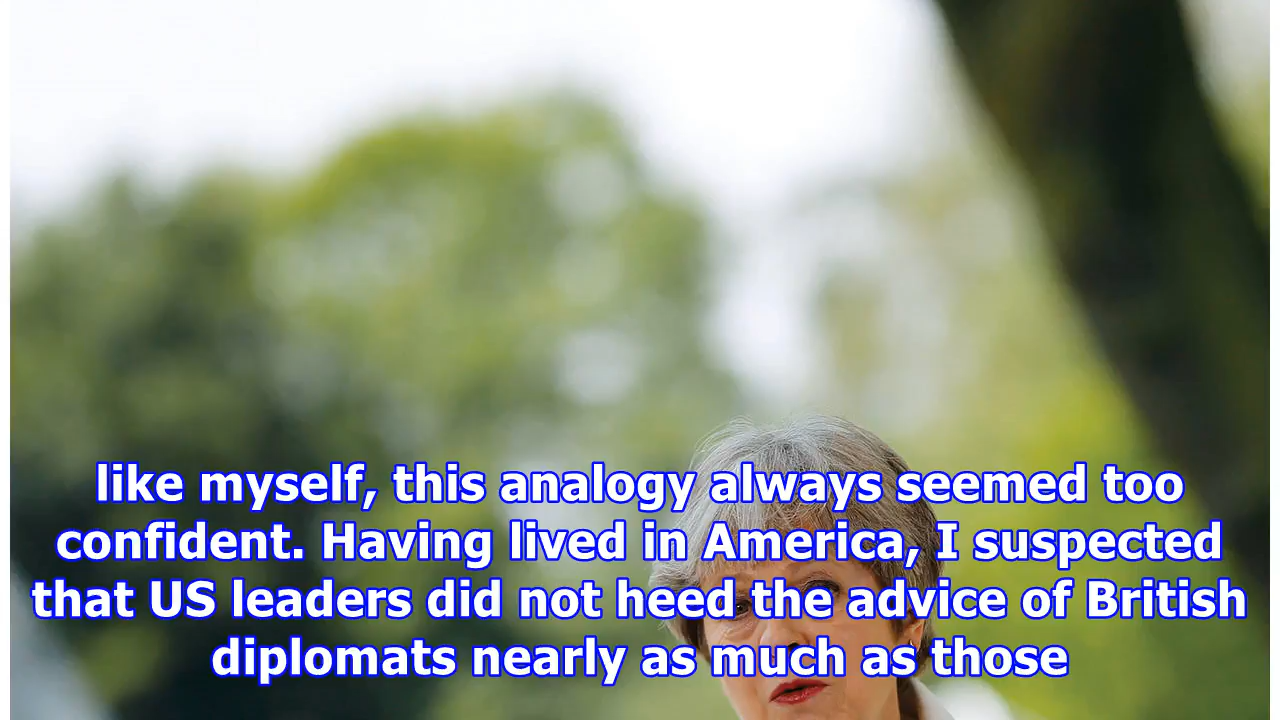 like myself, this analogy always seemed too
confident. Having lived in America, I suspected
that US leaders did not heed the advice of British
diplomats nearly as much as those